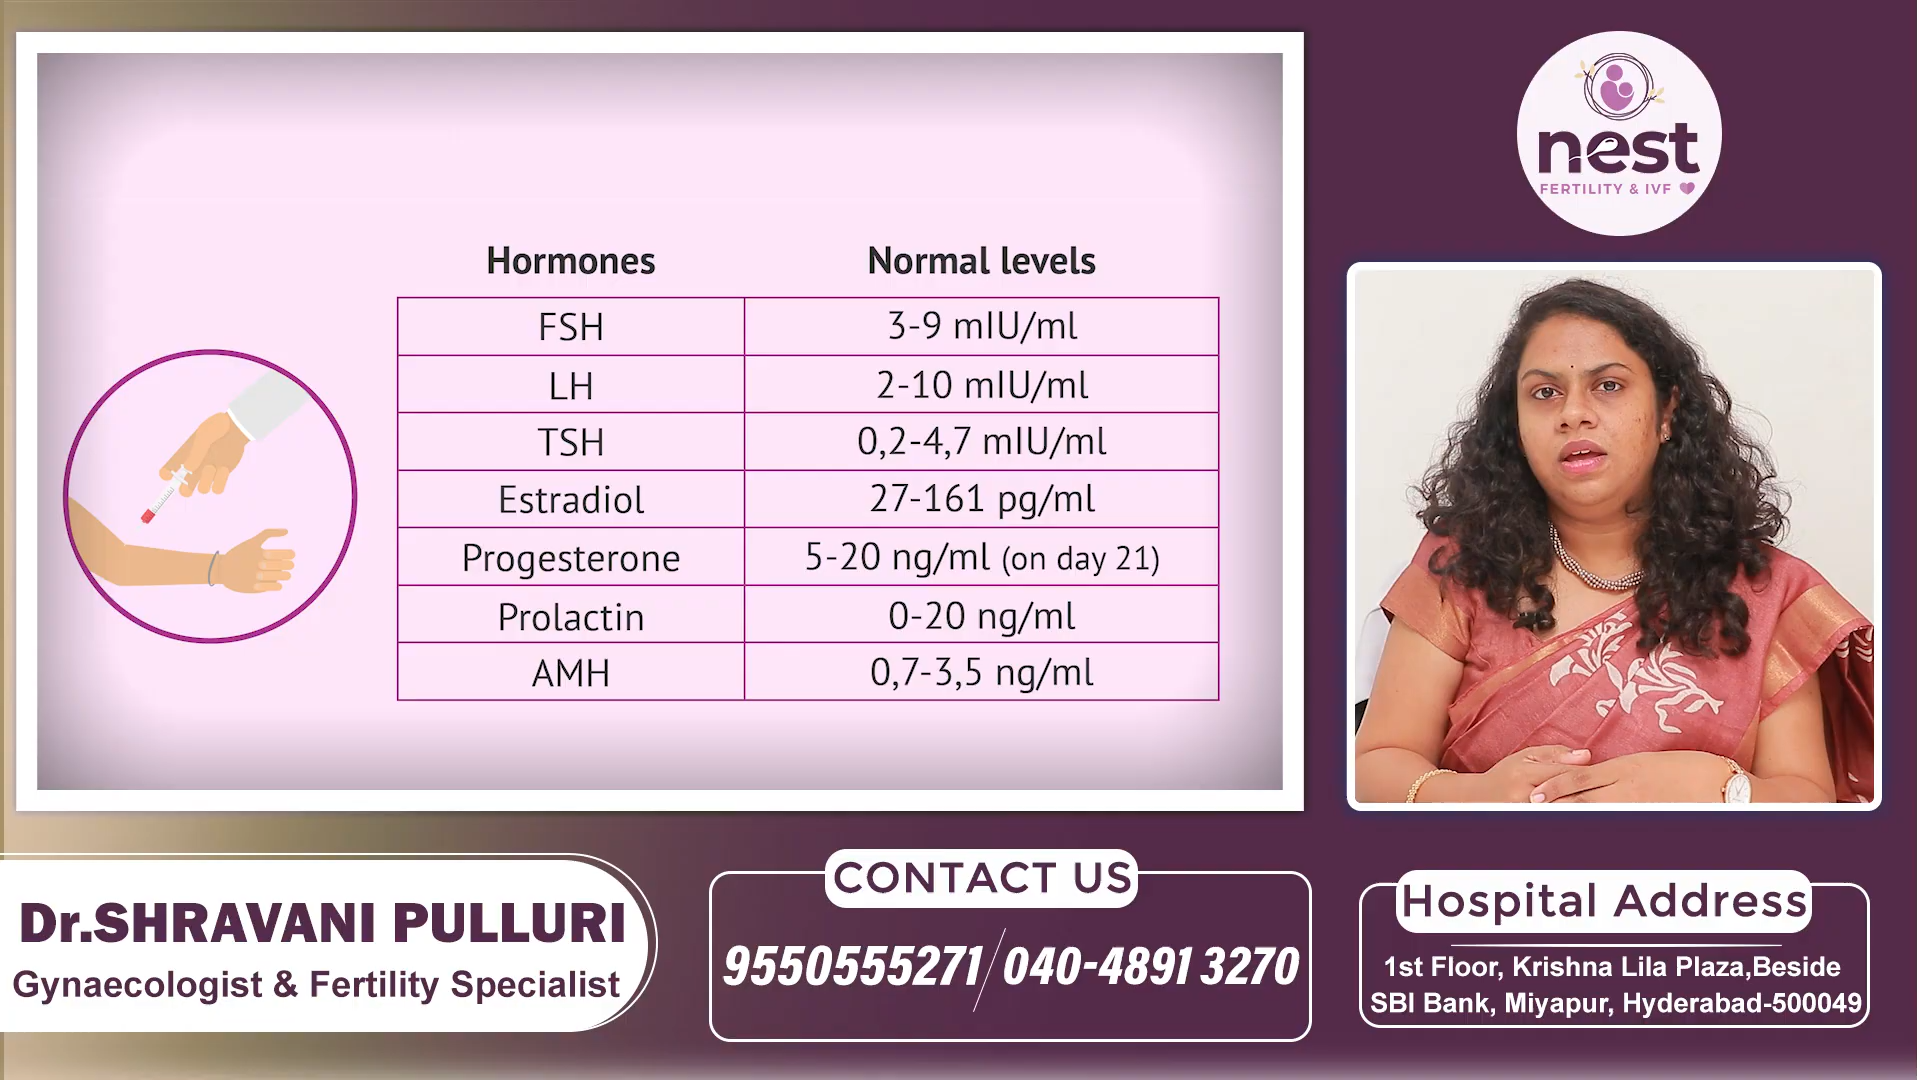 Hormones Normal levels
FSH 3-9 mIU/ml
LH 2-10 mIU/ml
TSH 0,2-4,7 mIU/ml
Estradiol 27-161 pg/ml
Progesterone 5-20 ng/ml (on day 21)
Prolactin 0-20 ng/ml
AMH 0,7-3,5 ng/ml
nest
FERTILITY & IVF
Dr.SHRAVANI PULLURI
Gynaecologist & Fertility Specialist
CONTACT US
9550555271/040-4891 3270
Hospital Address
1st Floor, Krishna Lila Plaza,Beside
SBI Bank, Miyapur, Hyderabad-500049